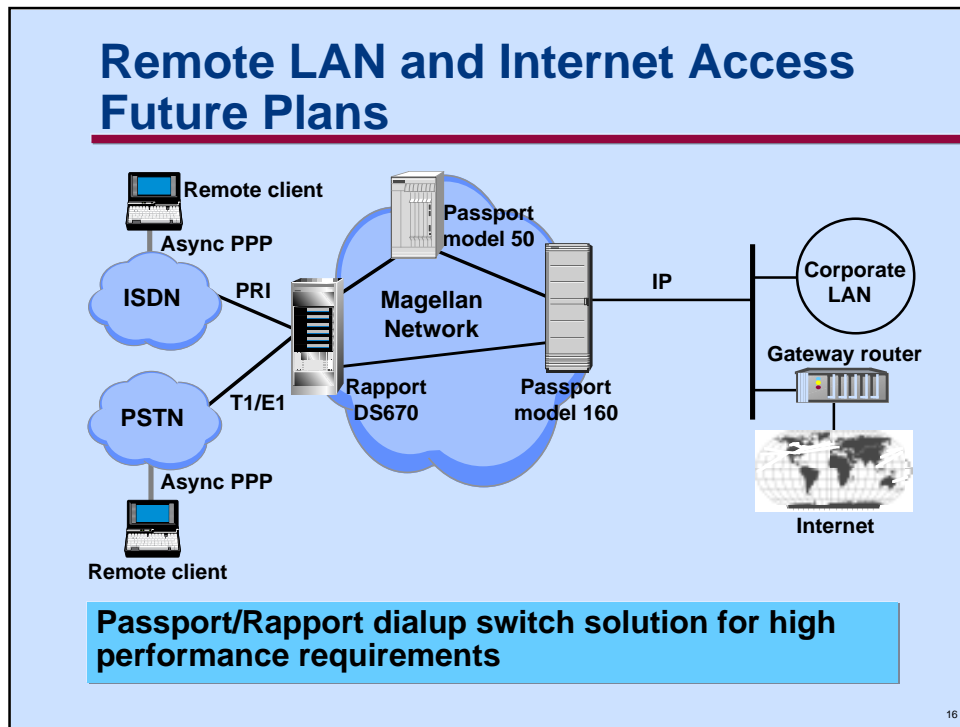 Remote LAN and Internet Access
Future Plans
Remote client
Async PPP
ISDN
PRI
Passport
model 50
Magellan
Network
IP
Corporate
LAN
Gateway router
Rapport
DS670
Passport
model 160
T1/E1
PSTN
Async PPP
Internet
Remote client
Passport/Rapport dialup switch solution for high
performance requirements
16